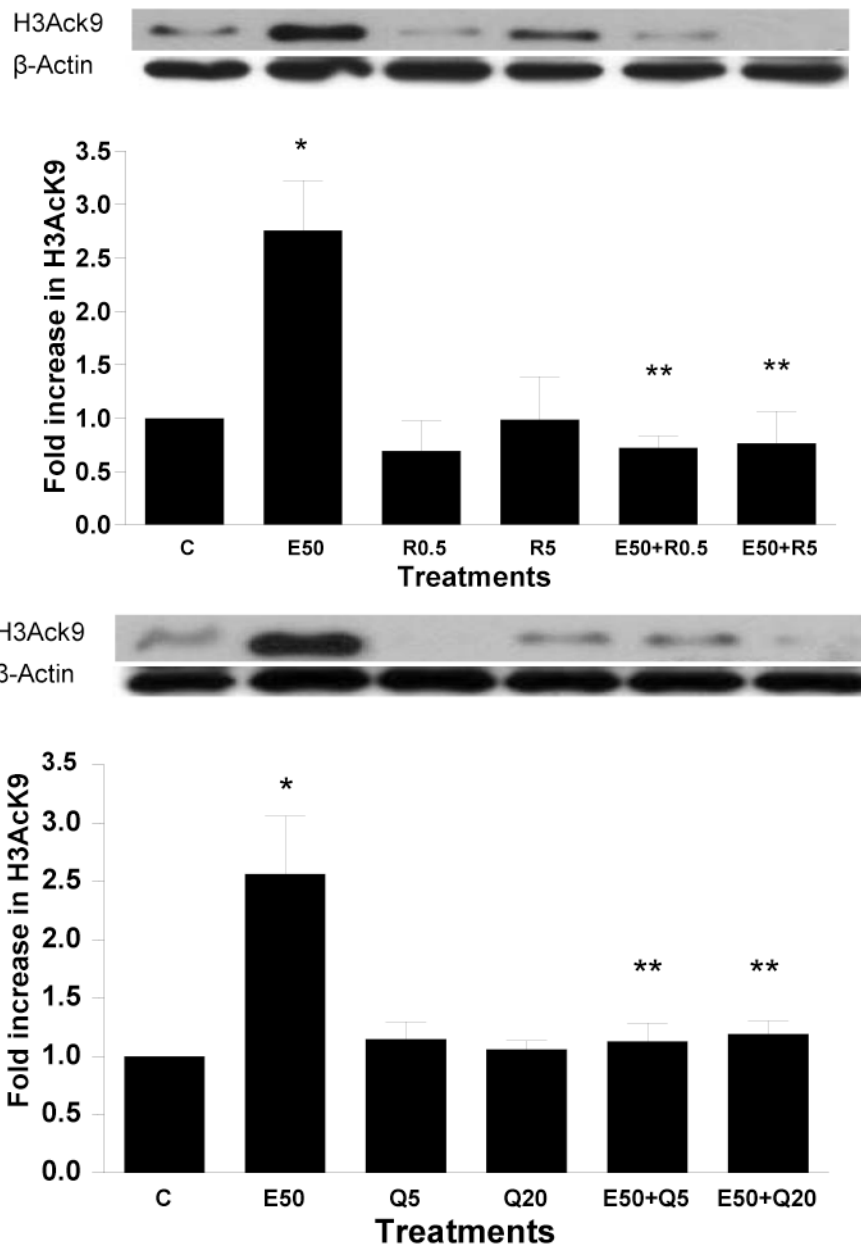 H3Ack9
β-Actin
Fold increase in H3AcK9
3.5
3.0
2.5
2.0
1.5
1.0
0.5
0.0
*
**
**
C E50 R0.5 R5 E50+R0.5 E50+R5
Treatments
H3Ack9
β-Actin
Fold increase in H3AcK9
3.5
3.0
2.5
2.0
1.5
1.0
0.5
0.0
*
**
**
C E50 Q5 Q20 E50+Q5 E50+Q20
Treatments